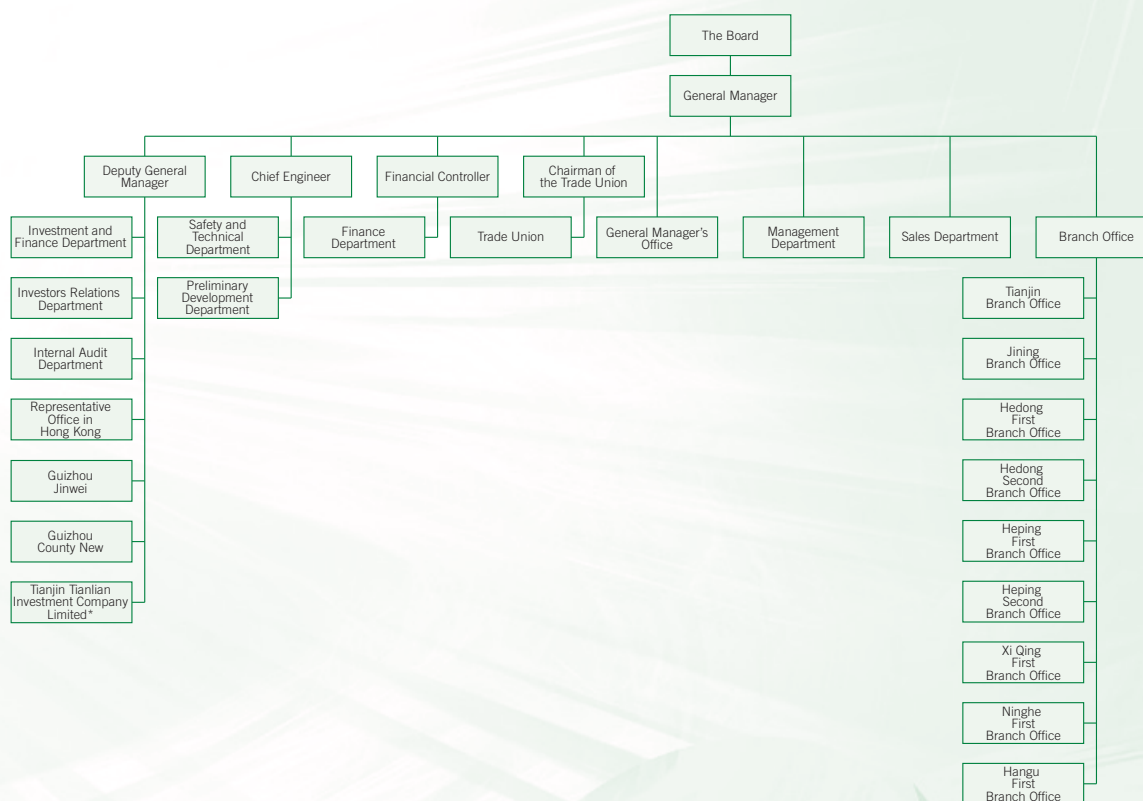 The Board
General Manager
Deputy General
Manager
Chief Engineer
Financial Controller
Chairman of
the Trade Union
Investment and
Finance Department
Safety and
Technical
Department
Finance
Department
Trade Union
General Manager's
Office
Management
Department
Sales Department
Branch Office
Investors Relations
Department
Preliminary
Development
Department
Tianjin
Branch Office
Internal Audit
Department
Jining
Branch Office
Representative
Office in
Hong Kong
Hedong
First
Branch Office
Guizhou
Jinwei
Hedong
Second
Branch Office
Guizhou
County New
Heping
First
Branch Office
Tianjin Tianlian
Investment Company
Limited*
Heping
Second
Branch Office
Xi Qing
First
Branch Office
Ninghe
First
Branch Office
Hangu
First
Branch Office